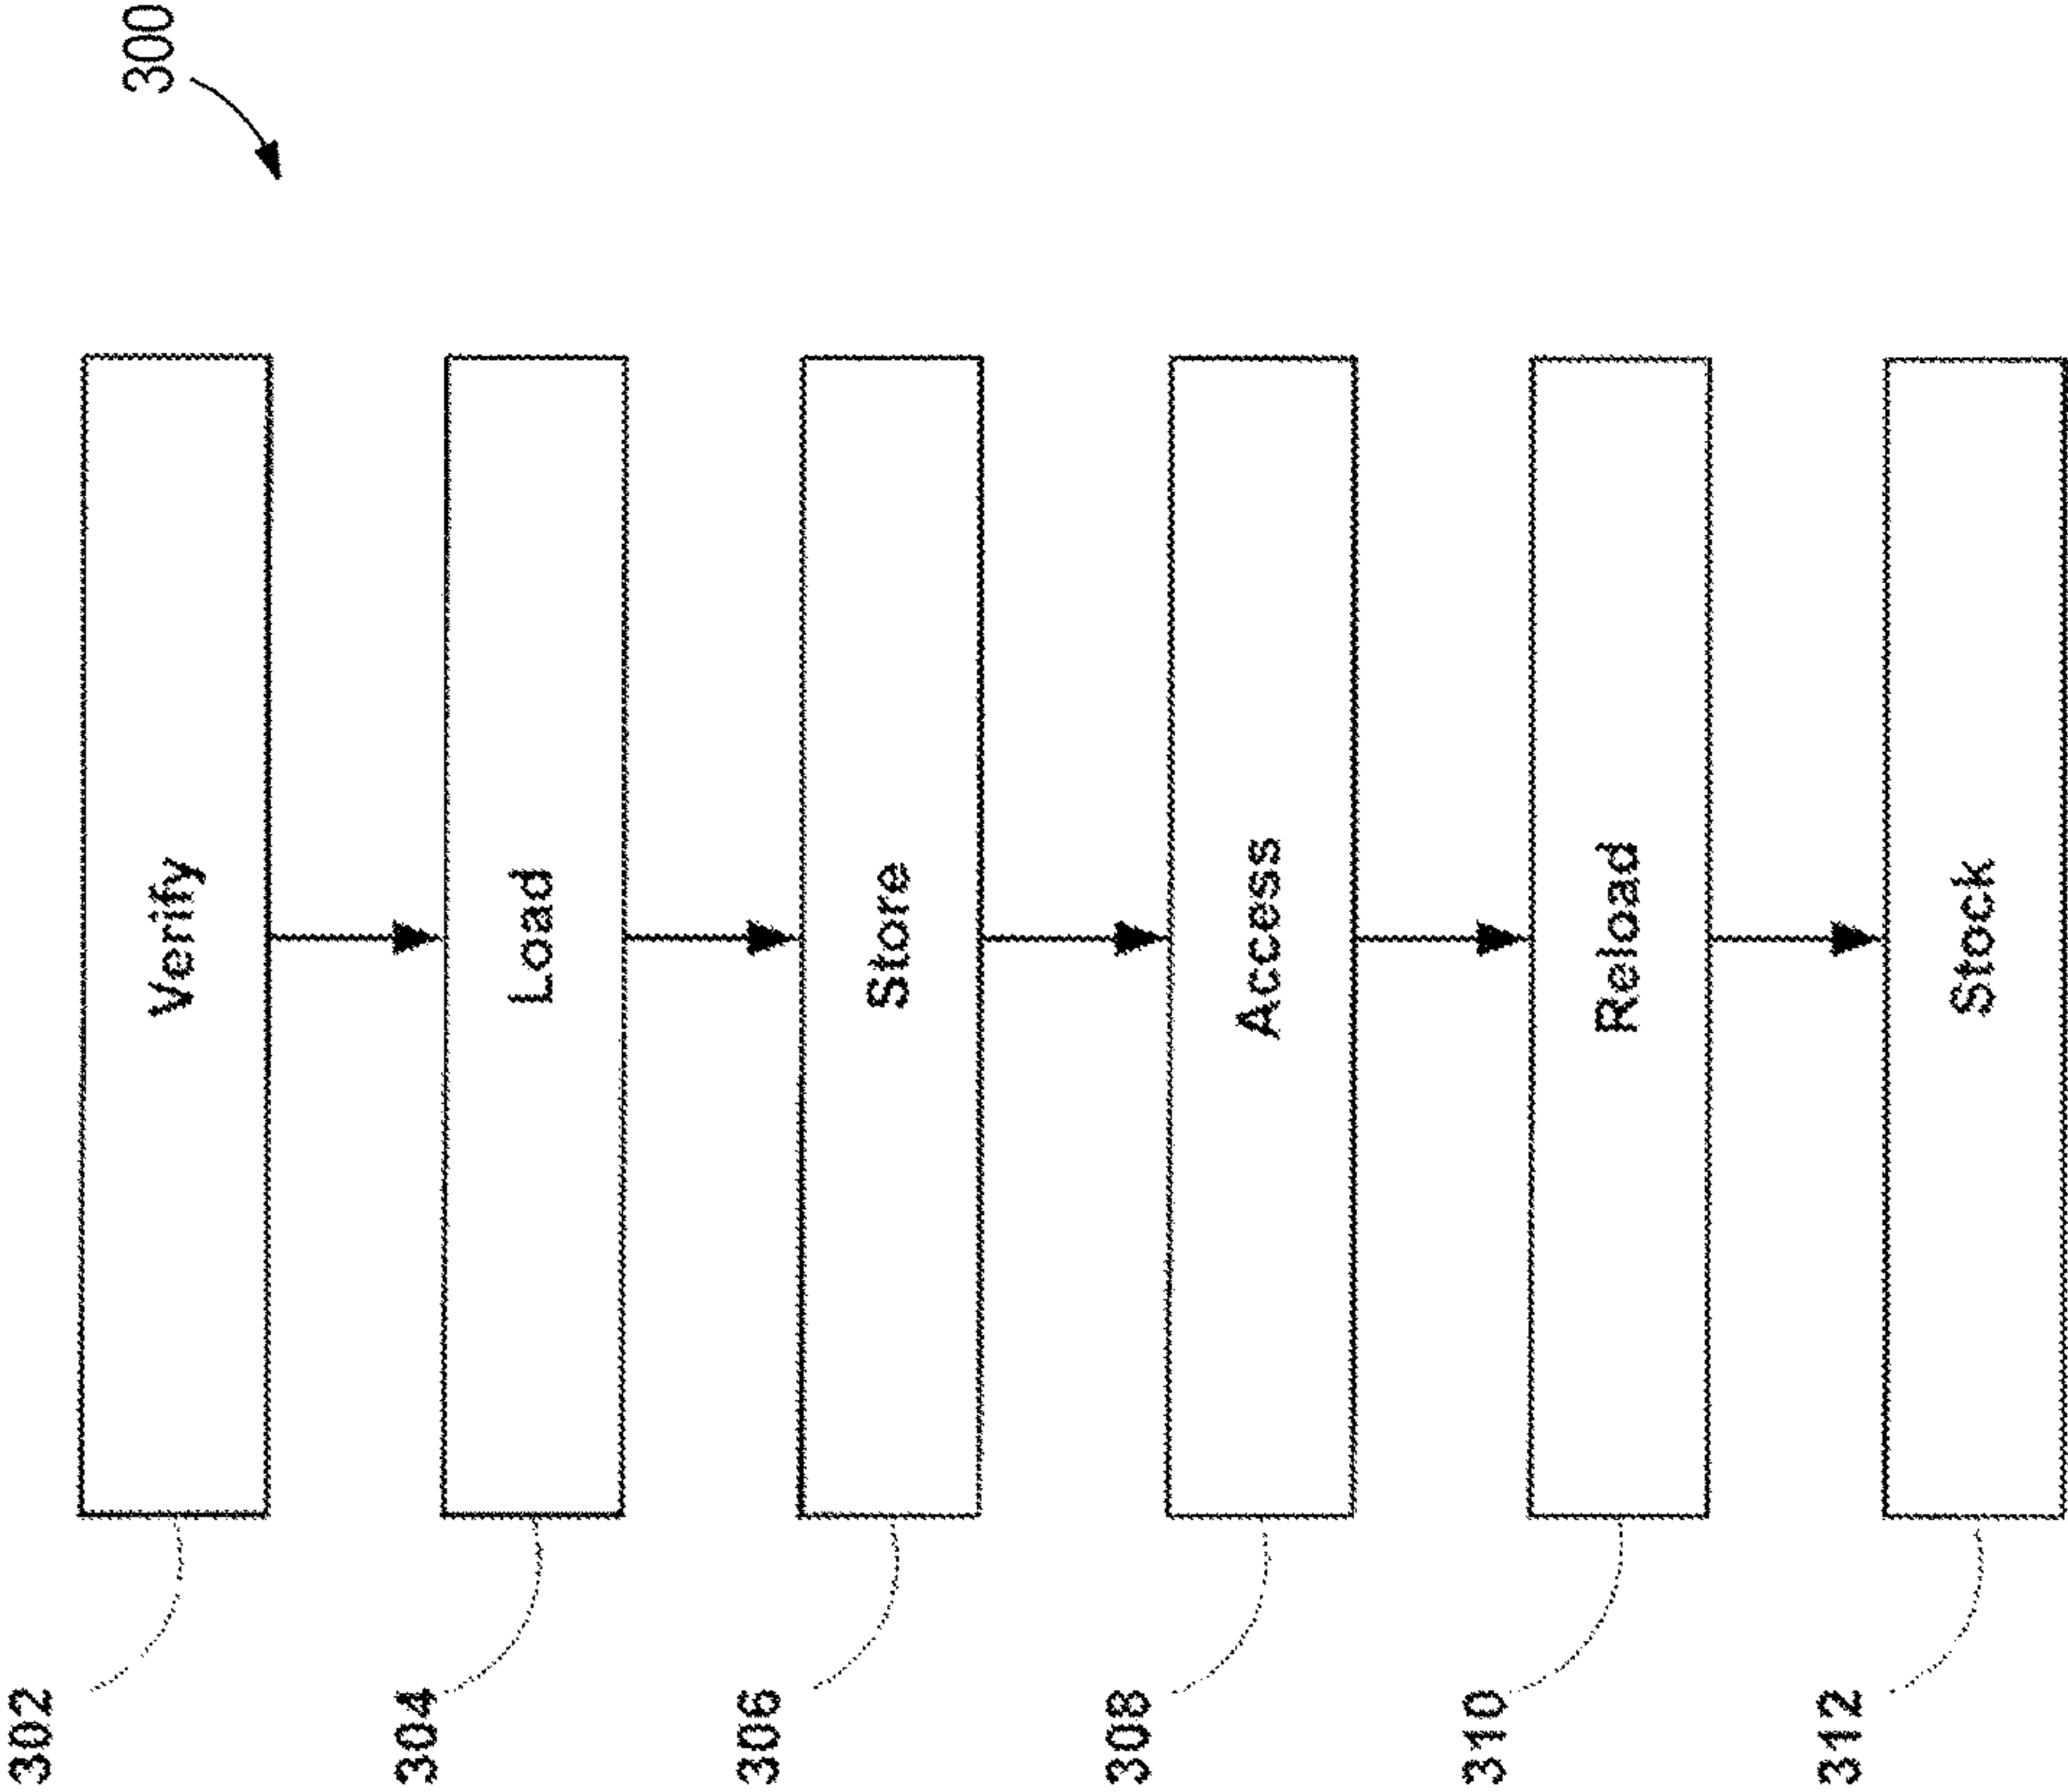 300
302
Verify
304
Load
306
Store
308
Access
310
Reload
312
Stock